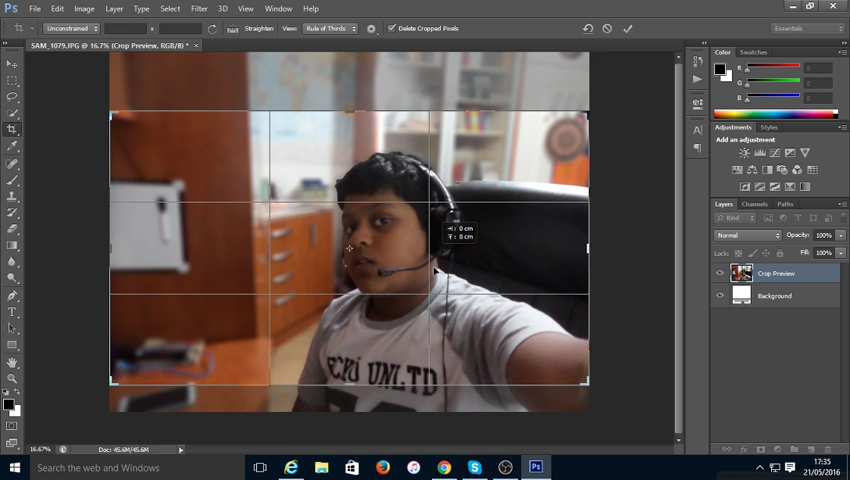 Ps File Edit Image Layer Type Select Filter 3D View Window Help
Unconstrained x Straighten View: Rule of Thirds Delete Cropped Pixels Essentials
SAM_1079.JPG @ 16.7% (Crop Preview, RGB/8) * ×
Color Swatches
R 0
G 0
B 0
Adjustments Styles
Add an adjustment
Layers Channels Paths
Kind
Normal Opacity: 100%
Lock: Fill: 100%
Crop Preview
Background
: 0 cm
: 0 cm
UNLTD
16.67% Doc: 45.6M/45.6M
Search the web and Windows
17:35
21/05/2016